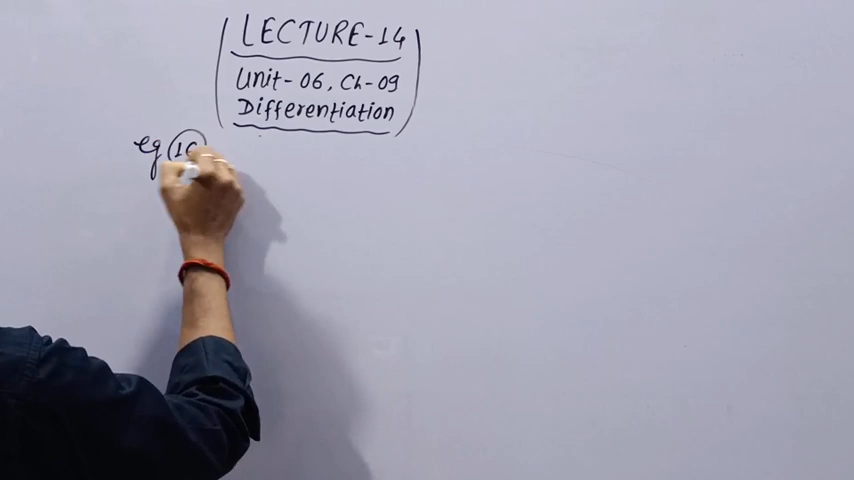 LECTURE-14
Unit-06, Ch-09
Differentiation
eg